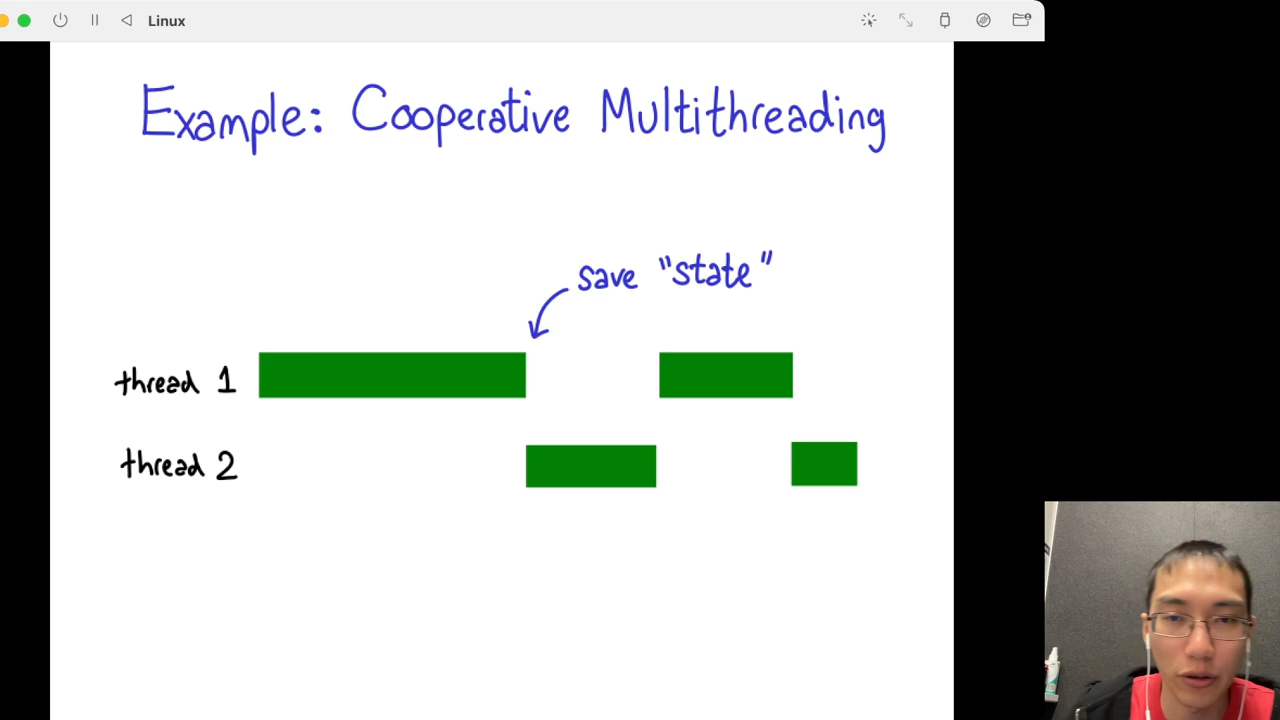 Linux
Example: Cooperative Multithreading
save "state"
thread 1
thread 2